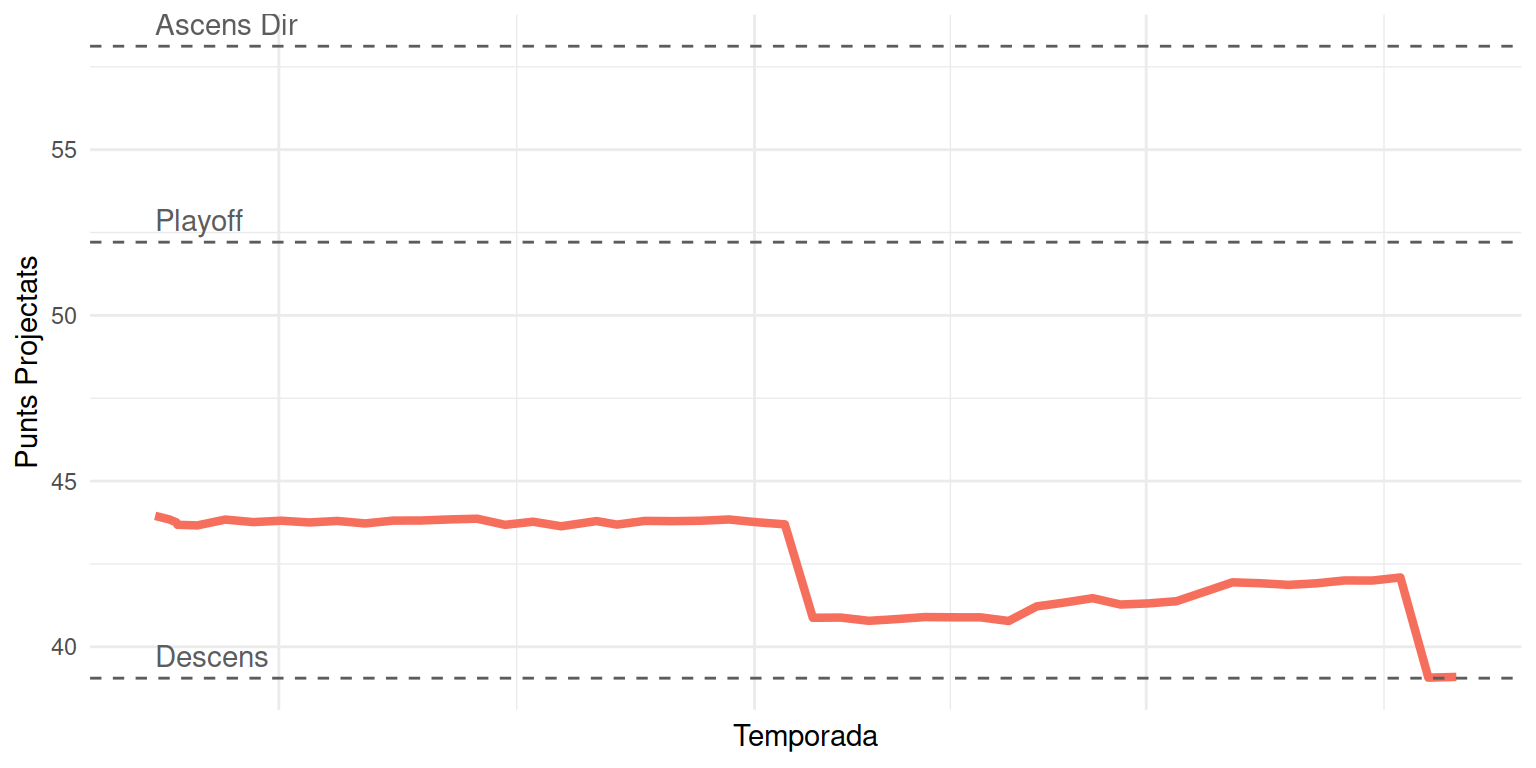 Ascens Dir
55
Playoff
50
Punts Projectats
45
40
Descens
Temporada